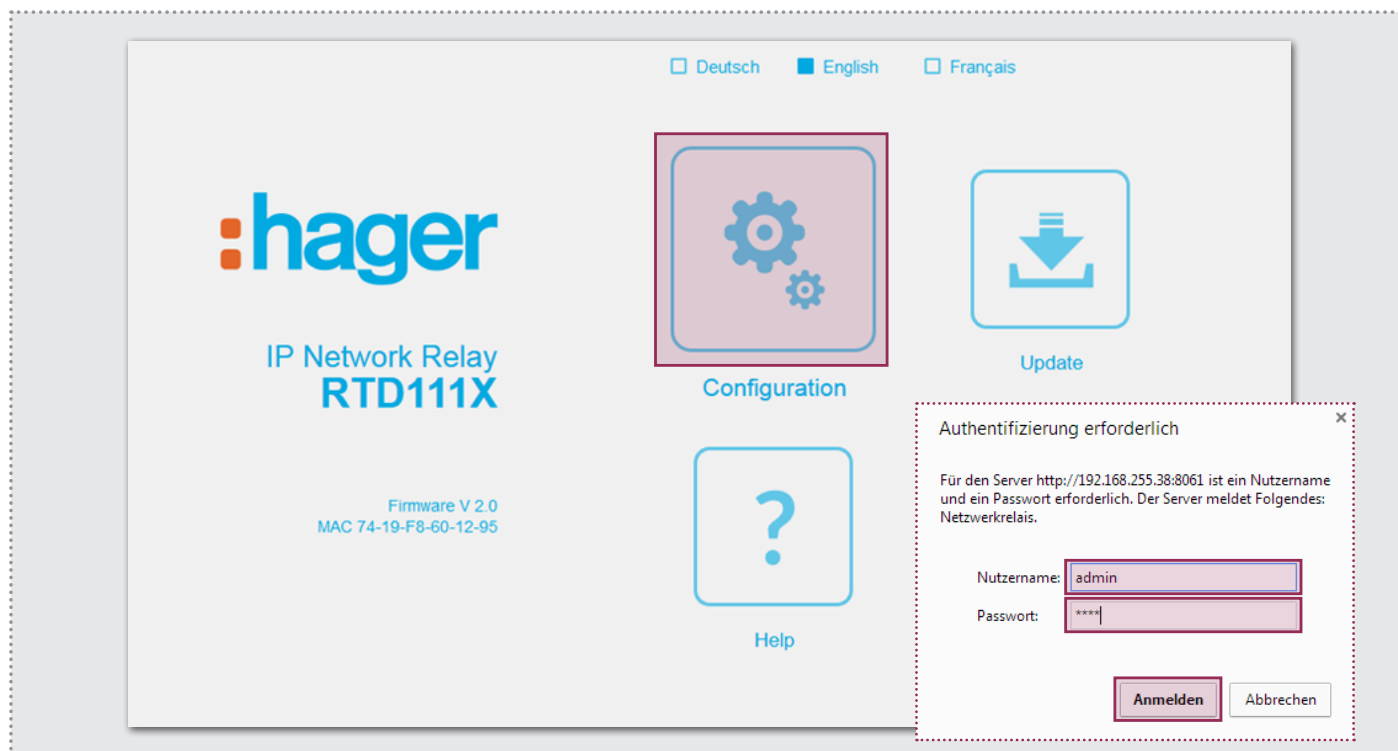 Deutsch English Français
:hager
IP Network Relay
RTD111X
Firmware V 2.0
MAC 74-19-F8-60-12-95
Configuration
Update
?
Help
Authentifizierung erforderlich
×
Für den Server http://192.168.255.38:8061 ist ein Nutzername
und ein Passwort erforderlich. Der Server meldet Folgendes:
Netzwerkrelais.
Nutzername: admin
Passwort: ****
Anmelden Abbrechen